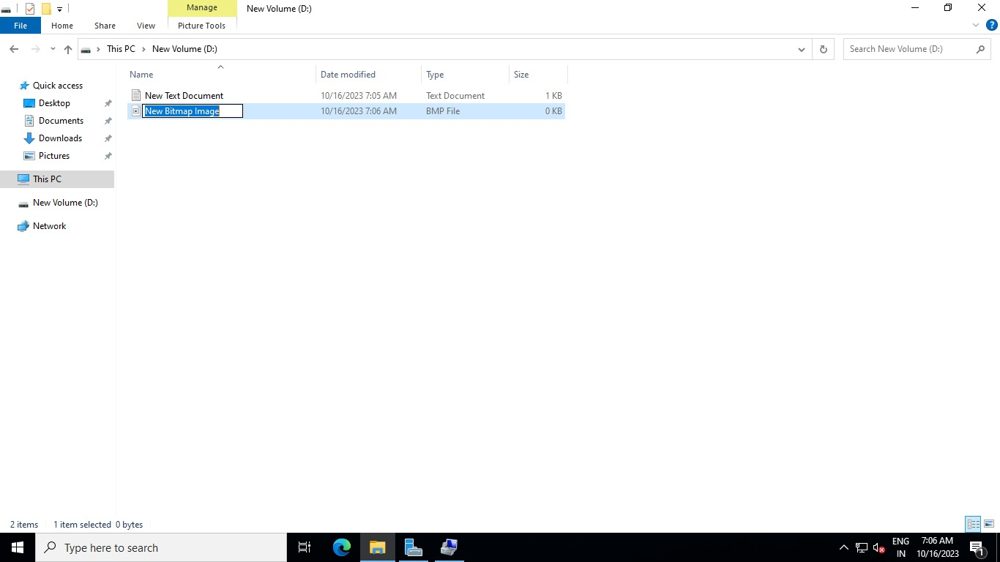 Manage
New Volume (D:)
File
Home
Share
View
Picture Tools
?
This PC
New Volume (D:)
Search New Volume (D:)
Name
Date modified
Type
Size
Quick access
Desktop
Documents
Downloads
Pictures
This PC
New Volume (D:)
Network
New Text Document 10/16/2023 7:05 AM Text Document 1 KB
New Bitmap Image 10/16/2023 7:06 AM BMP File 0 KB
2 items 1 item selected 0 bytes
Type here to search
ENG
IN
7:06 AM
10/16/2023
1